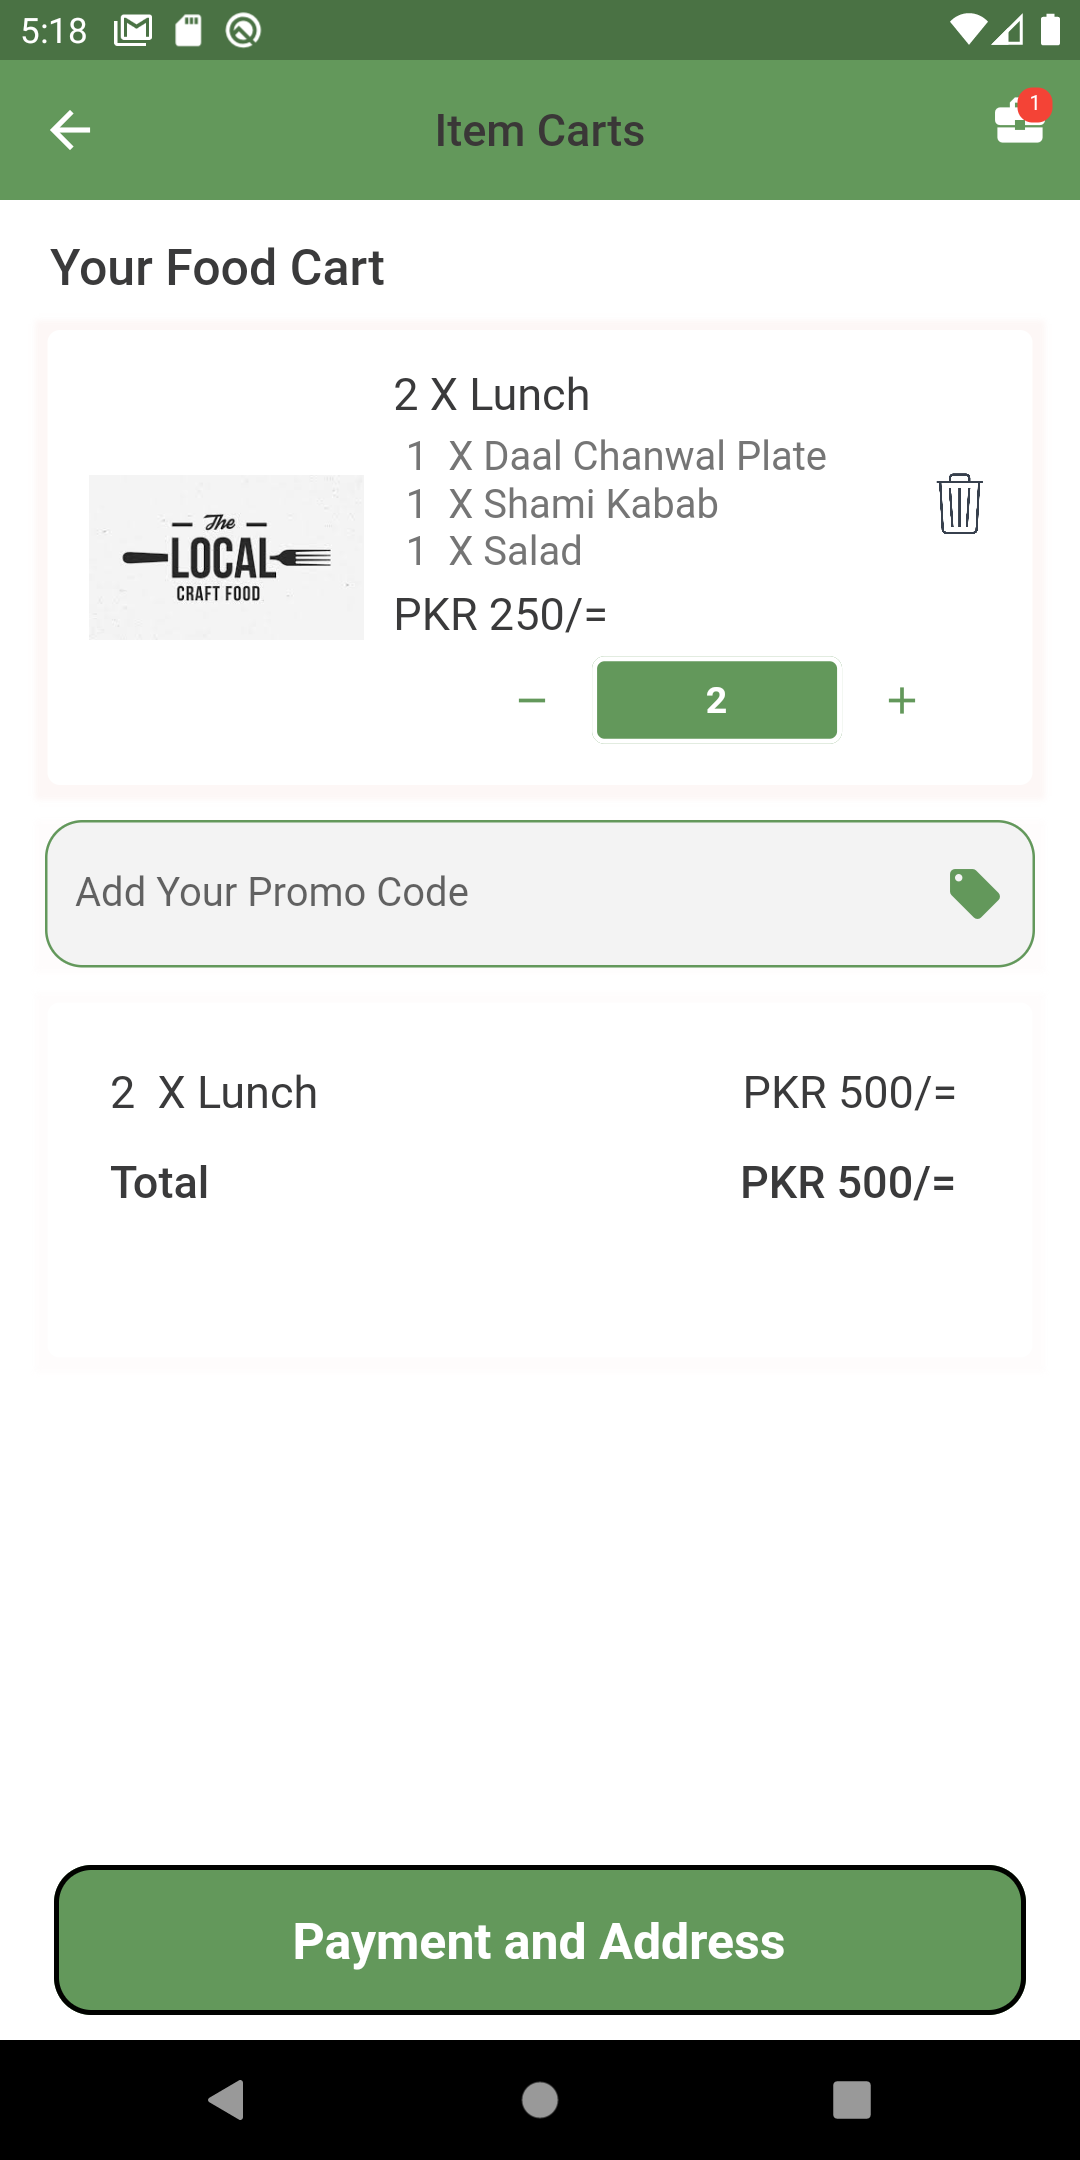 5:18
Item Carts
1
Your Food Cart
2 X Lunch
1 X Daal Chanwal Plate
1 X Shami Kabab
1 X Salad
The
LOCAL
CRAFT FOOD
PKR 250/=
2
Add Your Promo Code
2 X Lunch PKR 500/=
Total PKR 500/=
Payment and Address